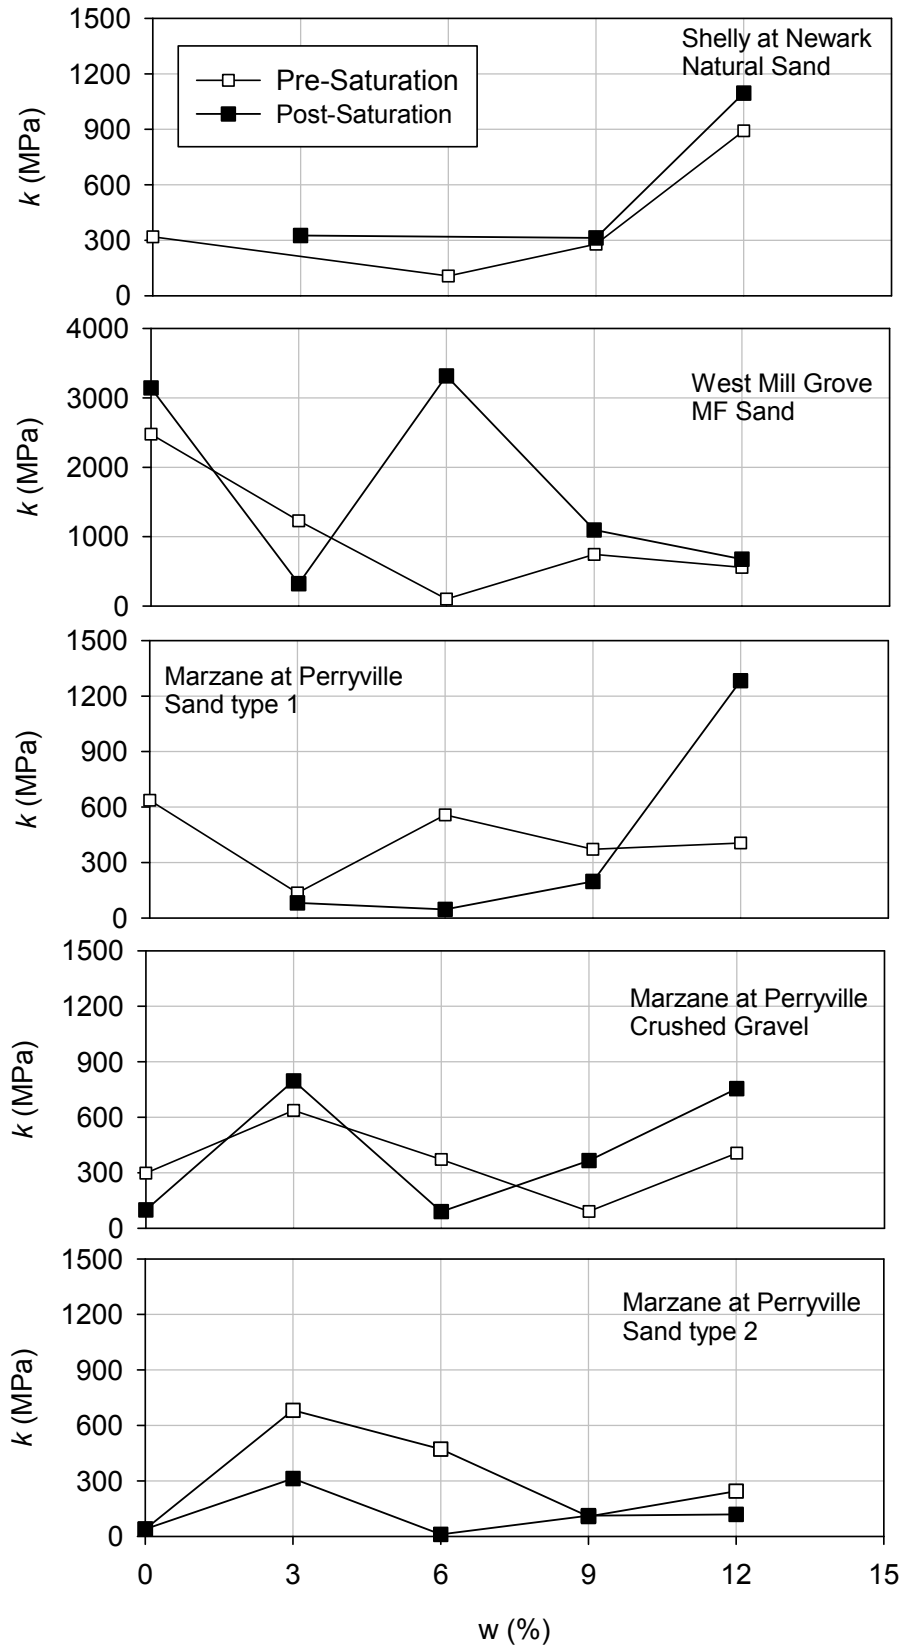 1500
1200
900
600
300
0
k (MPa)
Pre-Saturation
Post-Saturation
Shelly at Newark
Natural Sand
4000
3000
2000
1000
0
k (MPa)
West Mill Grove
MF Sand
1500
1200
900
600
300
0
k (MPa)
Marzane at Perryville
Sand type 1
1500
1200
900
600
300
0
k (MPa)
Marzane at Perryville
Crushed Gravel
1500
1200
900
600
300
0
k (MPa)
Marzane at Perryville
Sand type 2
0 3 6 9 12 15
w (%)